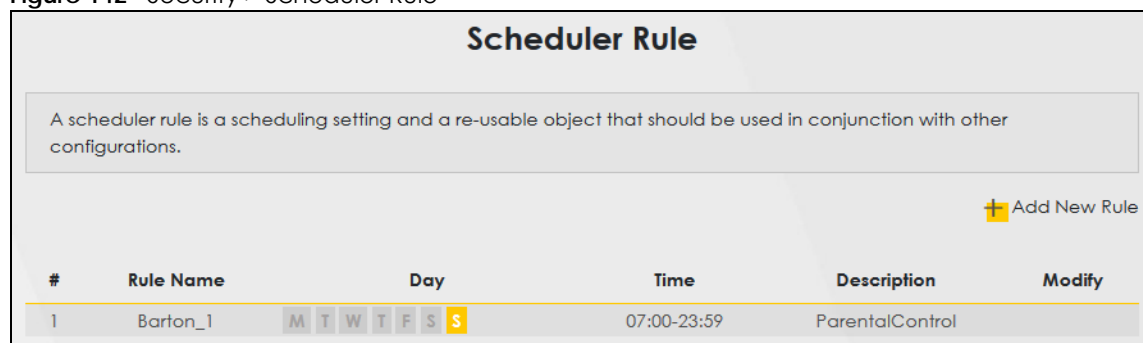 Scheduler Rule
A scheduler rule is a scheduling setting and a re-usable object that should be used in conjunction with other
configurations.
+ Add New Rule
# Rule Name Day Time Description Modify
1 Barton_1 M T W T F S S 07:00-23:59 ParentalControl